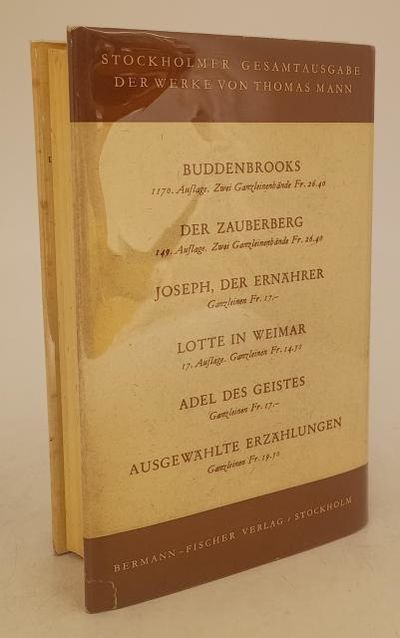 STOCKHOLMER GESAMTAUSGABE
DER WERKE VON THOMAS MANN
BUDDENBROOKS
1170. Auflage. Zwei Ganzleinenbände Fr. 26.40
DER ZAUBERBERG
149. Auflage. Zwei Ganzleinenbände Fr. 26.40
JOSEPH, DER ERNÄHRER
Ganzleinen Fr. 17.–
LOTTE IN WEIMAR
17. Auflage. Ganzleinen Fr. 14.50
ADEL DES GEISTES
Ganzleinen Fr. 17.–
AUSGEWÄHLTE ERZÄHLUNGEN
Ganzleinen Fr. 19.50
BERMANN-FISCHER VERLAG / STOCKHOLM